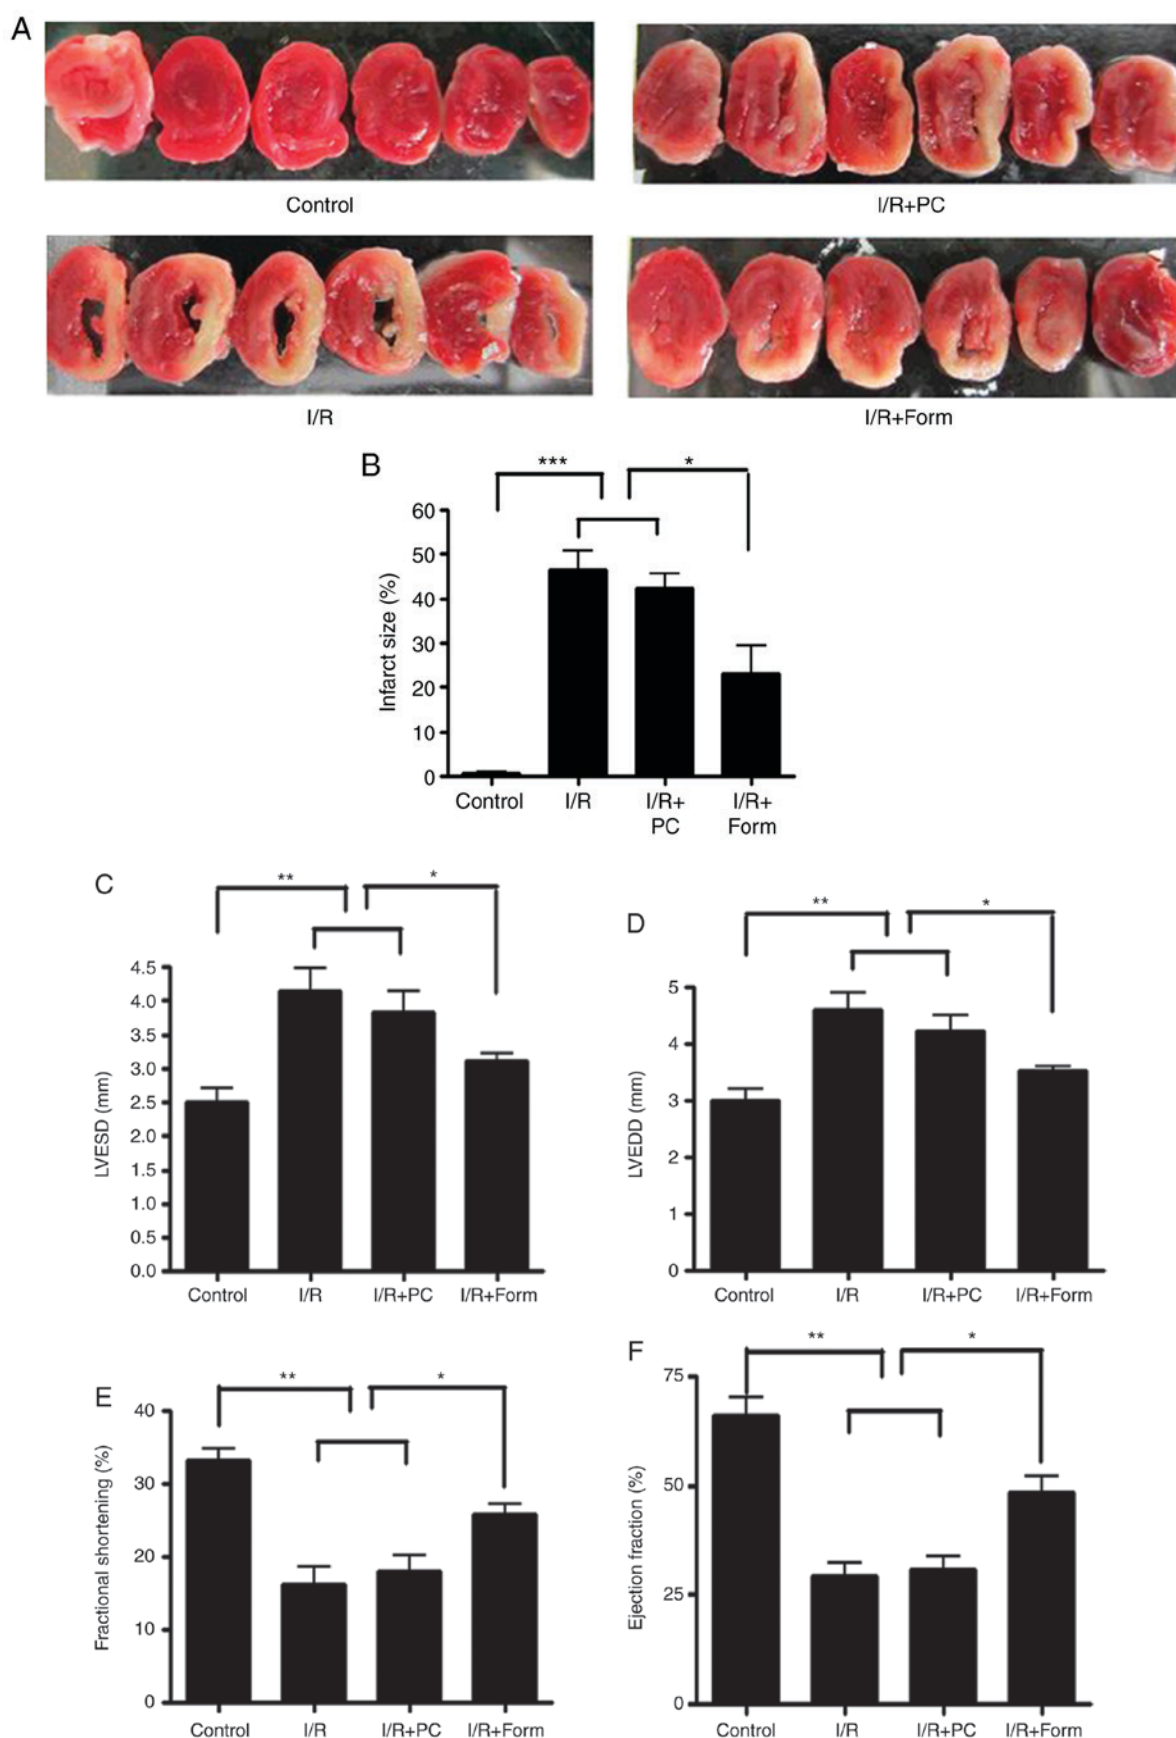 A
Control
I/R+PC
I/R
I/R+Form
B
***
*
Infarct size (%)
60
50
40
30
20
10
0
Control
I/R
I/R+
PC
I/R+
Form
C
**
*
LVESD (mm)
4.5
4.0
3.5
3.0
2.5
2.0
1.5
1.0
0.5
0.0
Control
I/R
I/R+PC
I/R+Form
D
**
*
LVEDD (mm)
5
4
3
2
1
0
Control
I/R
I/R+PC
I/R+Form
E
**
*
Fractional shortening (%)
40
30
20
10
0
Control
I/R
I/R+PC
I/R+Form
F
**
*
Ejection fraction (%)
75
50
25
0
Control
I/R
I/R+PC
I/R+Form